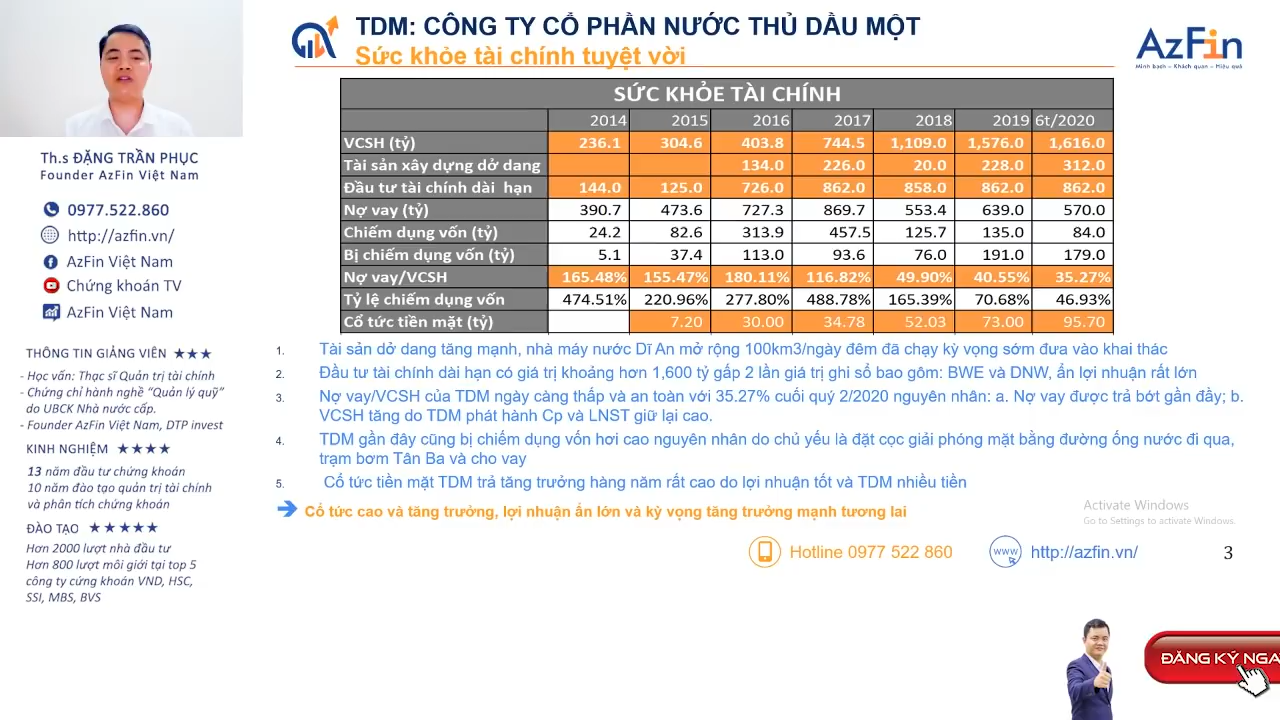 TDM: CÔNG TY CỔ PHẦN NƯỚC THỦ DẦU MỘT
Sức khỏe tài chính tuyệt vời
AzFin
Minh bạch – Khách quan – Hiệu quả
Th.s ĐẶNG TRẦN PHỤC
Founder AzFin Việt Nam
0977.522.860
http://azfin.vn/
AzFin Việt Nam
Chứng khoán TV
AzFin Việt Nam
THÔNG TIN GIẢNG VIÊN ★★★
- Học vấn: Thạc sĩ Quản trị tài chính
- Chứng chỉ hành nghề “Quản lý quỹ”
do UBCK Nhà nước cấp.
- Founder AzFin Việt Nam, DTP invest
KINH NGHIỆM ★★★★
13 năm đầu tư chứng khoán
10 năm đào tạo quản trị tài chính
và phân tích chứng khoán
ĐÀO TẠO ★★★★★
Hơn 2000 lượt nhà đầu tư
Hơn 800 lượt môi giới tại top 5
công ty cứng khoán VND, HSC,
SSI, MBS, BVS
SỨC KHỎE TÀI CHÍNH
2014 2015 2016 2017 2018 2019 6t/2020
VCSH (tỷ) 236.1 304.6 403.8 744.5 1,109.0 1,576.0 1,616.0
Tài sản xây dựng dở dang 134.0 226.0 20.0 228.0 312.0
Đầu tư tài chính dài hạn 144.0 125.0 726.0 862.0 858.0 862.0 862.0
Nợ vay (tỷ) 390.7 473.6 727.3 869.7 553.4 639.0 570.0
Chiếm dụng vốn (tỷ) 24.2 82.6 313.9 457.5 125.7 135.0 84.0
Bị chiếm dụng vốn (tỷ) 5.1 37.4 113.0 93.6 76.0 191.0 179.0
Nợ vay/VCSH 165.48% 155.47% 180.11% 116.82% 49.90% 40.55% 35.27%
Tỷ lệ chiếm dụng vốn 474.51% 220.96% 277.80% 488.78% 165.39% 70.68% 46.93%
Cổ tức tiền mặt (tỷ) 7.20 30.00 34.78 52.03 73.00 95.70
1. Tài sản dở dang tăng mạnh, nhà máy nước Dĩ An mở rộng 100km3/ngày đêm đã chạy kỳ vọng sớm đưa vào khai thác
2. Đầu tư tài chính dài hạn có giá trị khoảng hơn 1,600 tỷ gấp 2 lần giá trị ghi sổ bao gôm: BWE và DNW, ẩn lợi nhuận rất lớn
3. Nợ vay/VCSH của TDM ngày càng thấp và an toàn với 35.27% cuối quý 2/2020 nguyên nhân: a. Nợ vay được trả bớt gần đầy; b.
VCSH tăng do TDM phát hành Cp và LNST giữ lại cao.
4. TDM gần đây cũng bị chiếm dụng vốn hơi cao nguyên nhân do chủ yếu là đặt cọc giải phóng mặt bằng đường ống nước đi qua,
trạm bơm Tân Ba và cho vay
5. Cổ tức tiền mặt TDM trả tăng trưởng hàng năm rất cao do lợi nhuận tốt và TDM nhiều tiền
Cổ tức cao và tăng trưởng, lợi nhuận ẩn lớn và kỳ vọng tăng trưởng mạnh tương lai
Activate Windows
Go to Settings to activate Windows.
Hotline 0977 522 860
www
http://azfin.vn/
3
ĐĂNG KÝ NGA